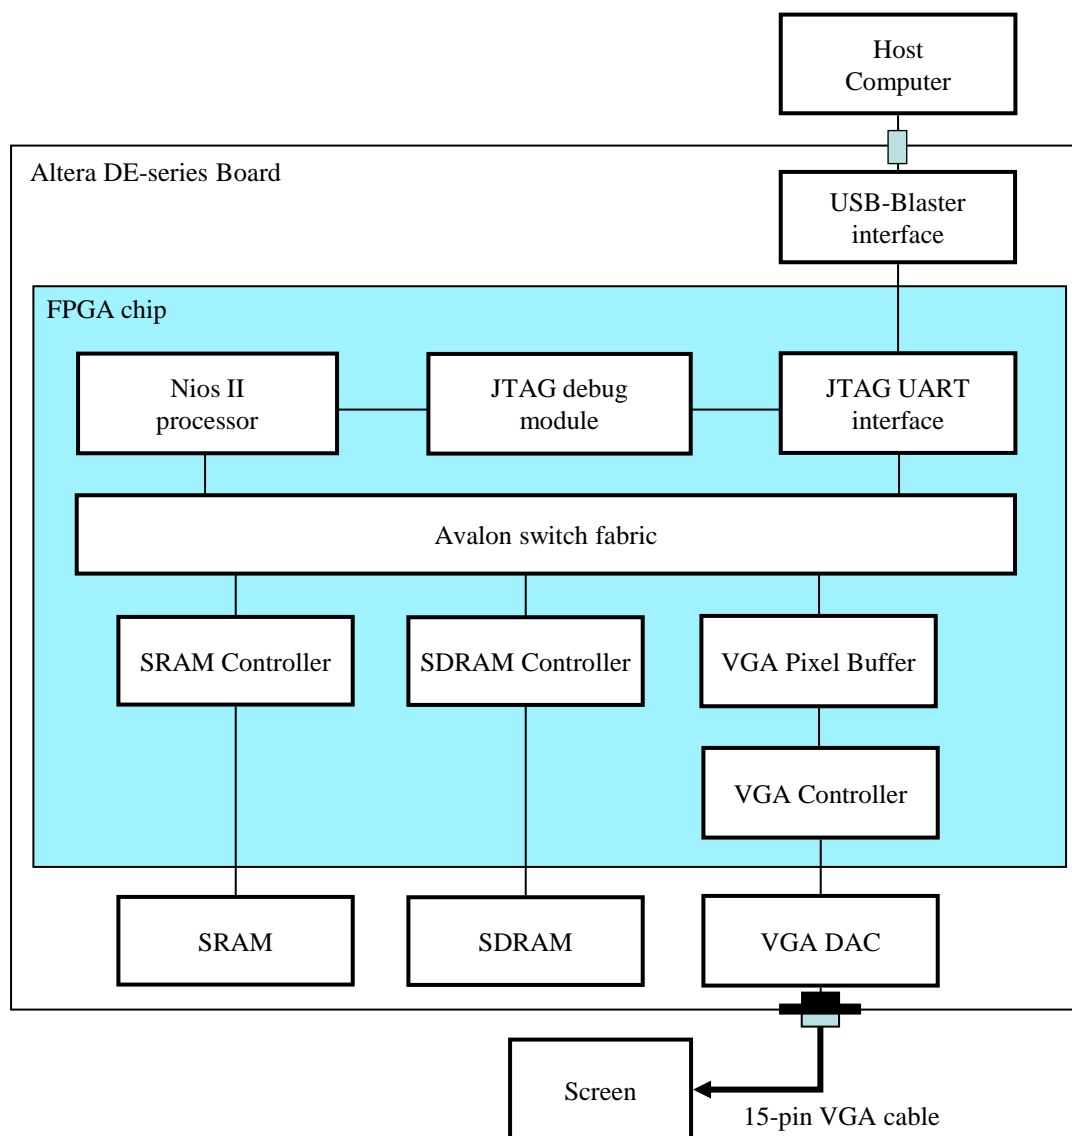 Host
Computer
Altera DE-series Board
USB-Blaster
interface
FPGA chip
Nios II
processor
JTAG debug
module
JTAG UART
interface
Avalon switch fabric
SRAM Controller
SDRAM Controller
VGA Pixel Buffer
VGA Controller
SRAM
SDRAM
VGA DAC
Screen
15-pin VGA cable